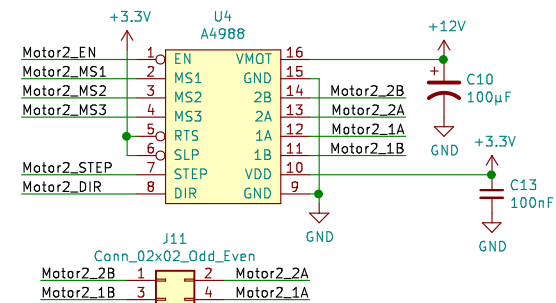 +3.3V
U4
A4988
+12V
Motor2_EN 1 EN VMOT 16
Motor2_MS1 2 MS1 GND 15
Motor2_MS2 3 MS2 2B 14 Motor2_2B
Motor2_MS3 4 MS3 2A 13 Motor2_2A
5 RTS 1A 12 Motor2_1A
6 SLP 1B 11 Motor2_1B
Motor2_STEP 7 STEP VDD 10
Motor2_DIR 8 DIR GND 9
+
C10
100µF
GND
+3.3V
C13
100nF
GND
GND
J11
Conn_02x02_Odd_Even
Motor2_2B 1 2 Motor2_2A
Motor2_1B 3 4 Motor2_1A